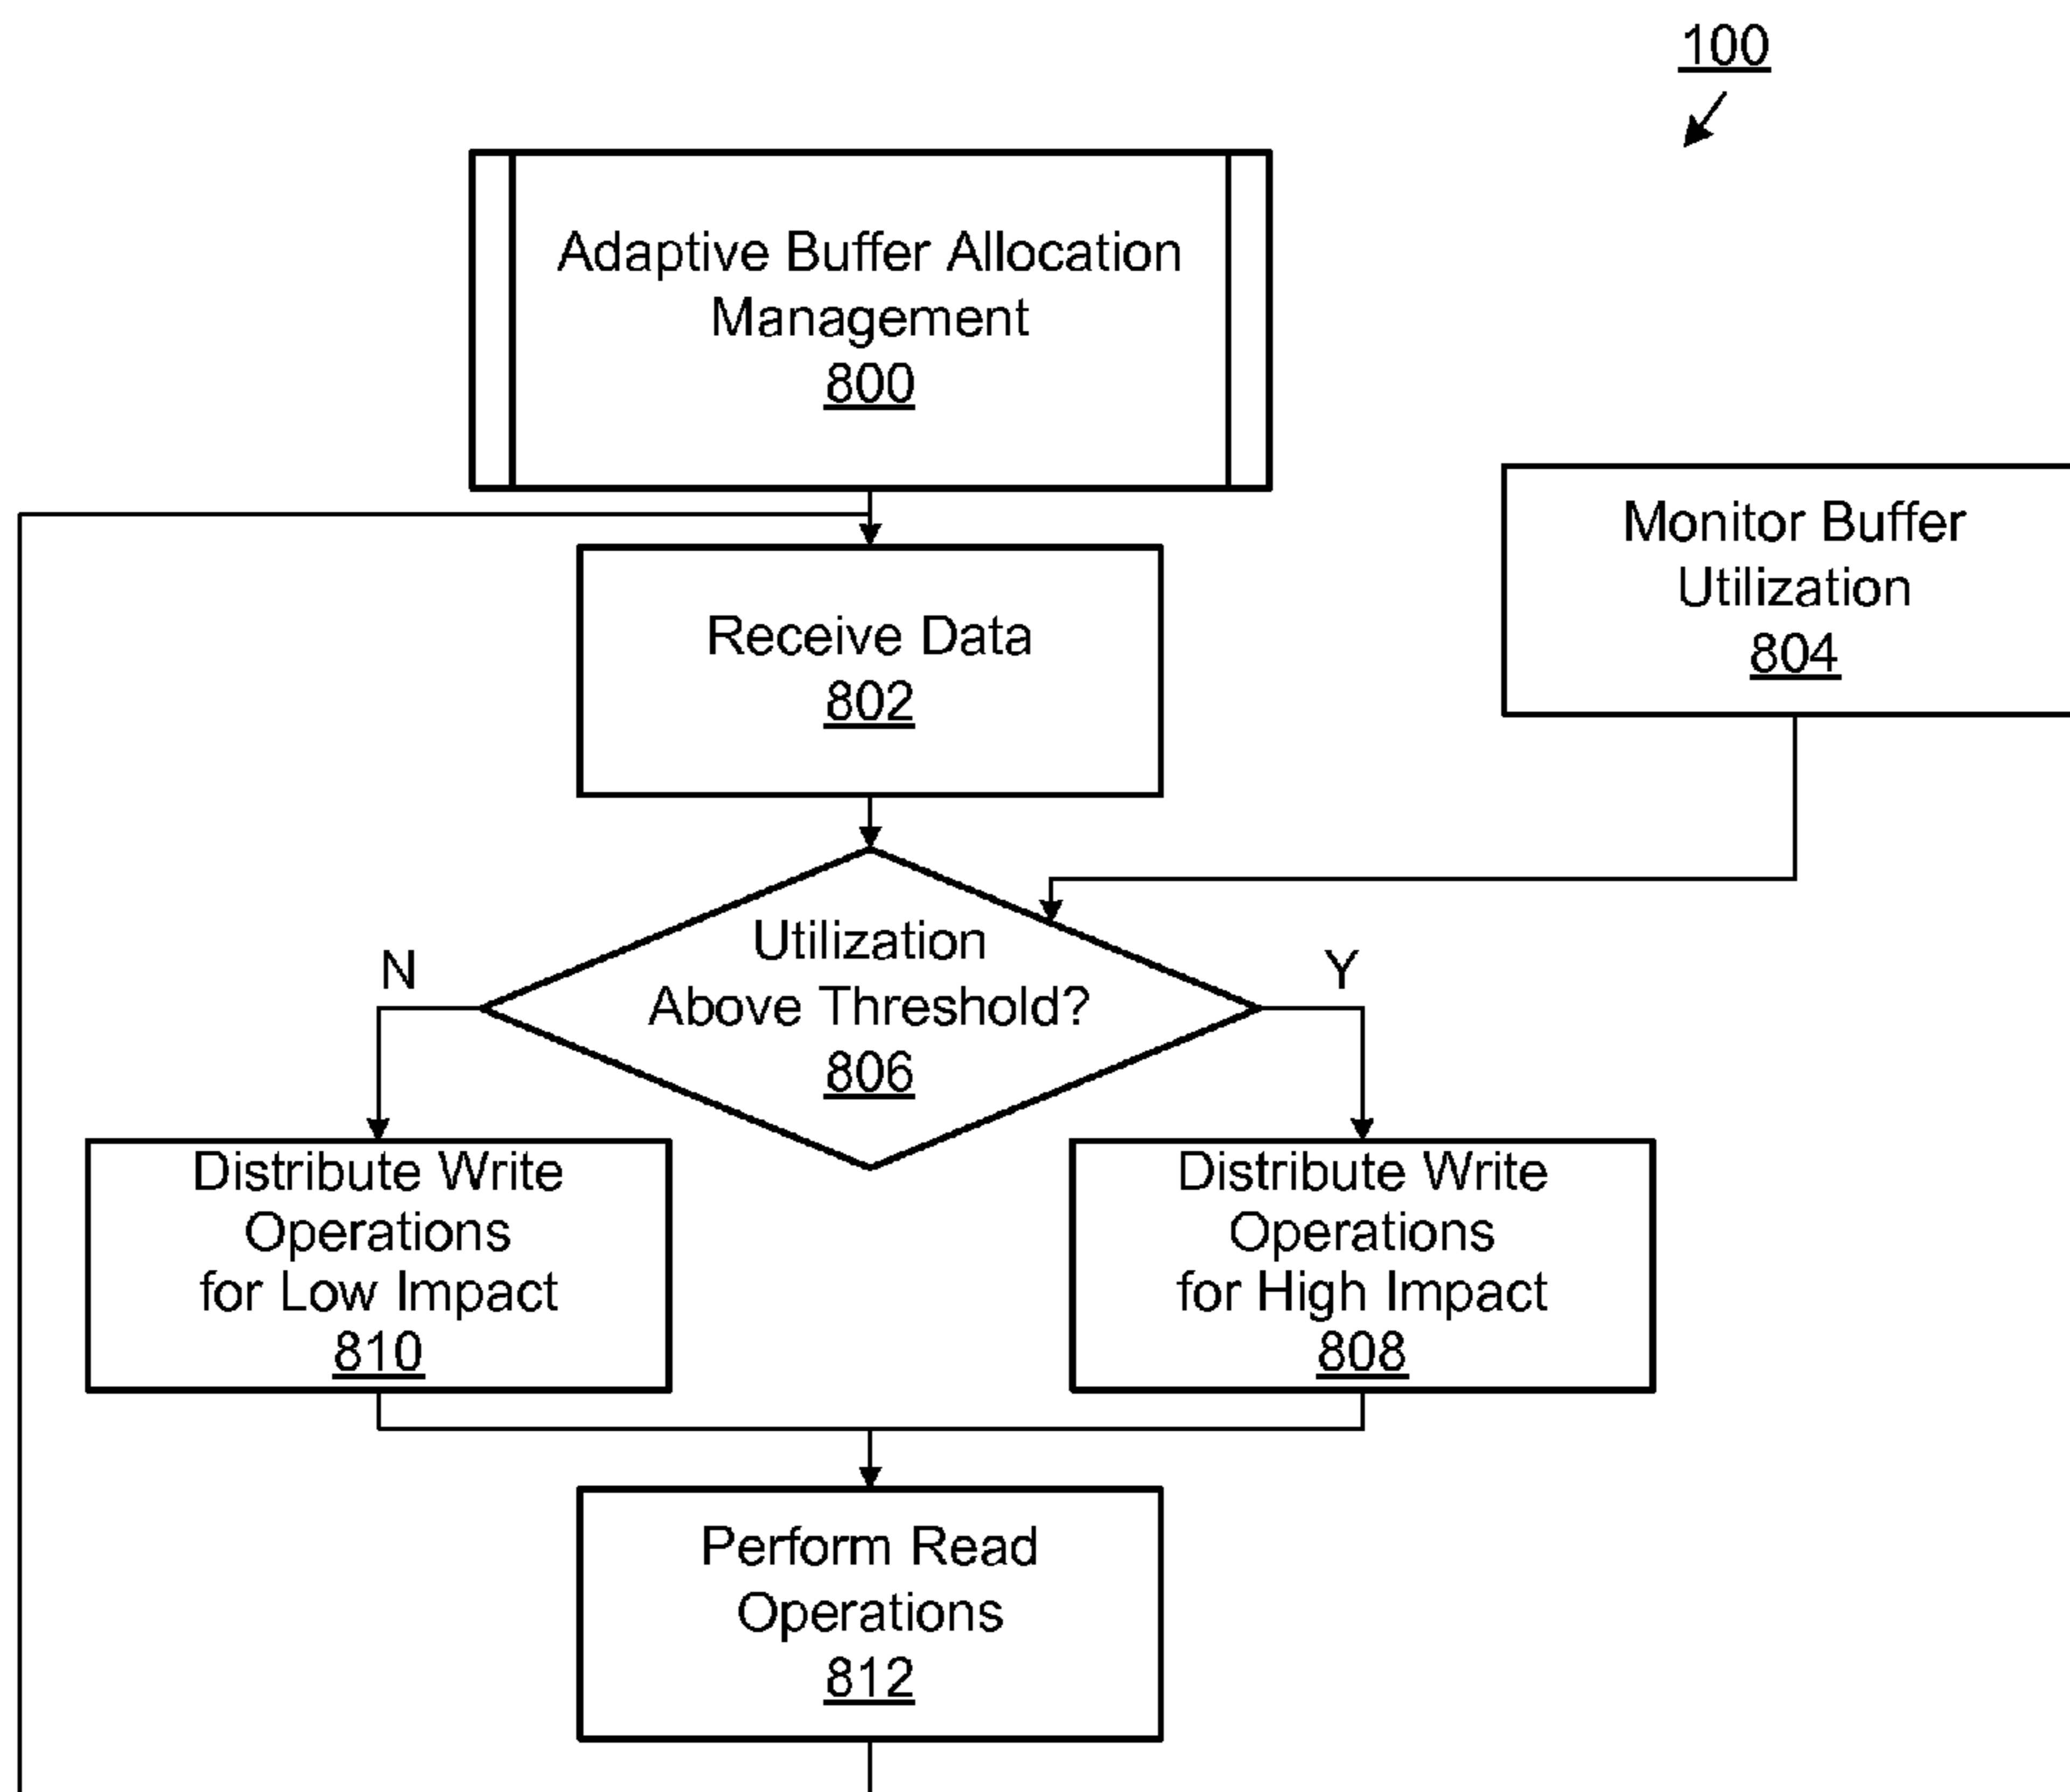 100
Adaptive Buffer Allocation
Management
800
Monitor Buffer
Utilization
804
Receive Data
802
Utilization
Above Threshold?
806
N
Y
Distribute Write
Operations
for Low Impact
810
Distribute Write
Operations
for High Impact
808
Perform Read
Operations
812